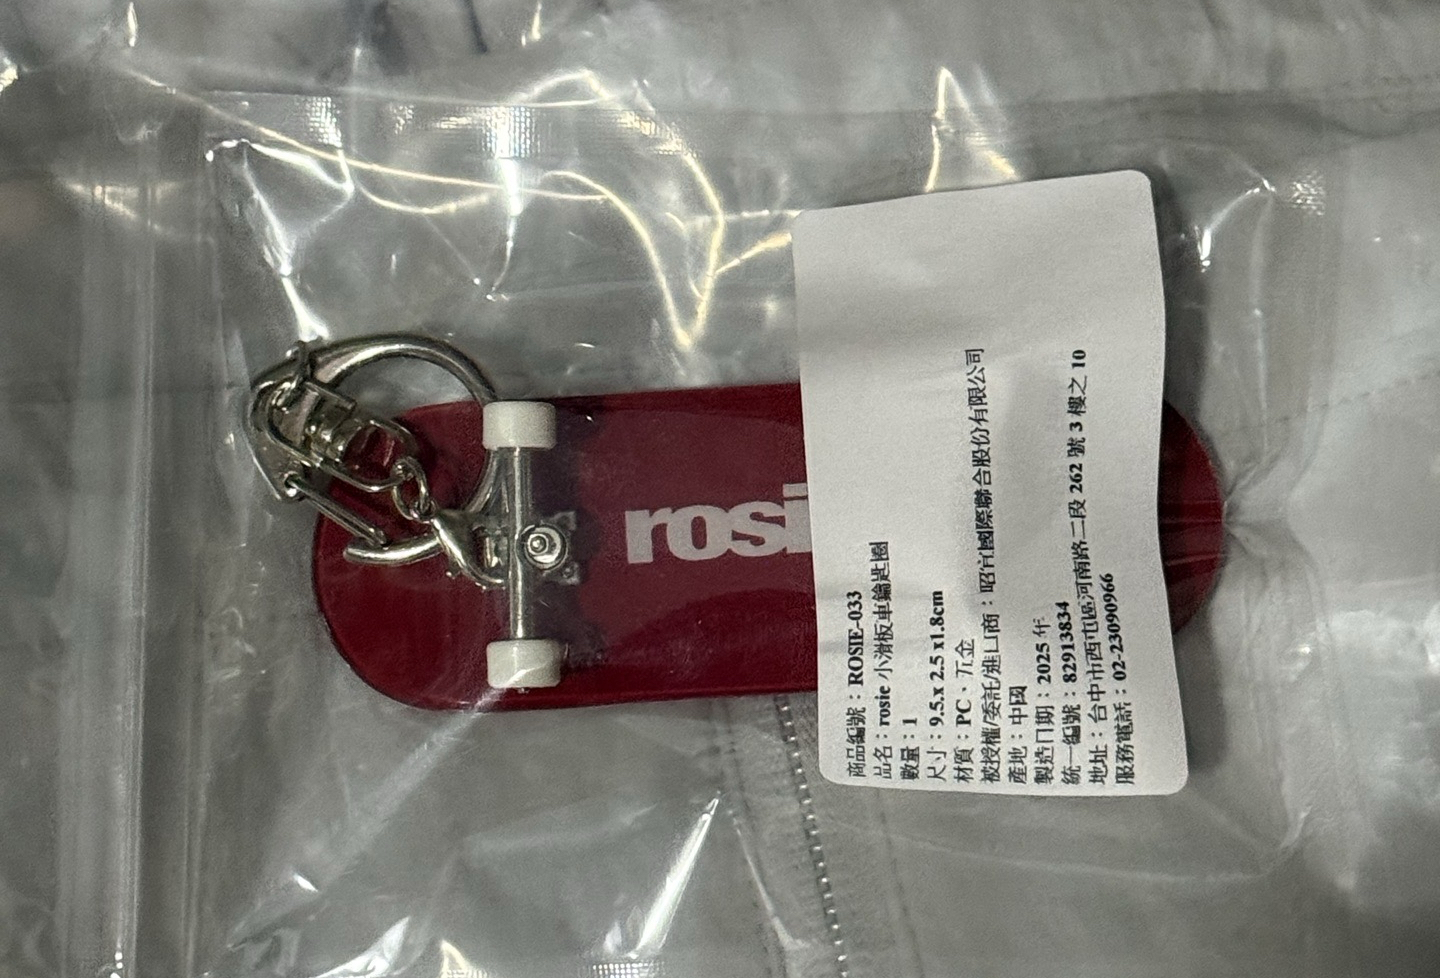 rosi
商品編號：ROSIE-033
品名：rosie 小滑板車鑰匙圈
數量：1
尺寸：9.5.x 2.5 x1.8cm
材質：PC、五金
被授權/委託/進口商：昭宜國際聯合股份有限公司
產地：中國
製造日期：2025 年
統一編號：82913834
地址：台中市西屯區河南路二段 262 號 3 樓之 10
服務電話：02-23090966